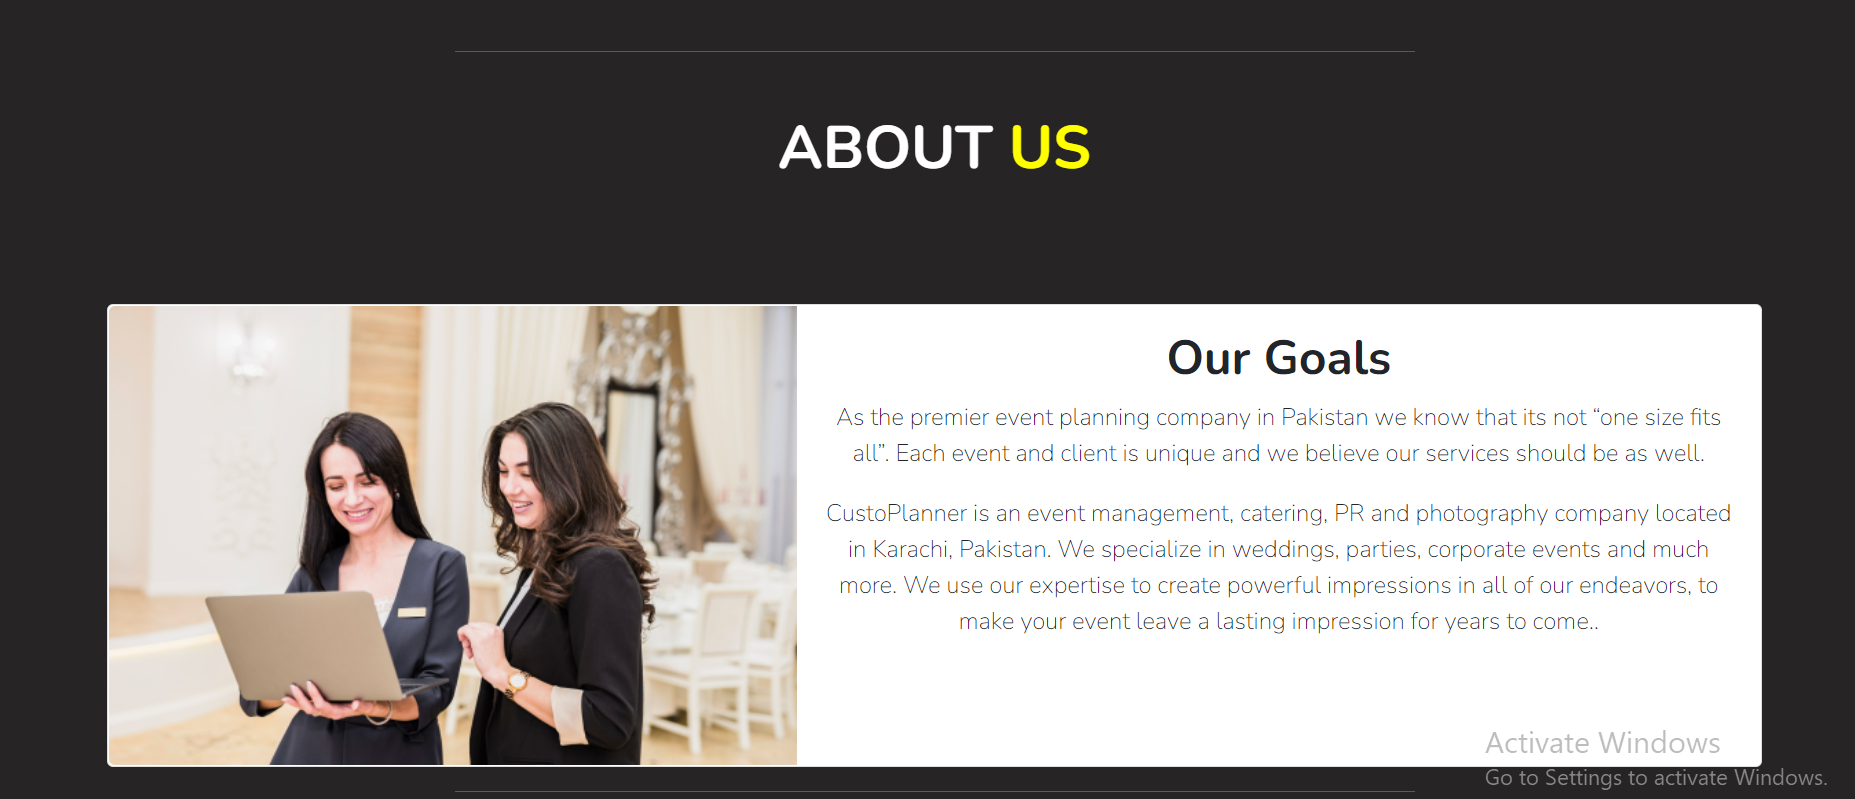 ABOUT US
Our Goals
As the premier event planning company in Pakistan we know that its not “one size fits
all”. Each event and client is unique and we believe our services should be as well.
CustoPlanner is an event management, catering, PR and photography company located
in Karachi, Pakistan. We specialize in weddings, parties, corporate events and much
more. We use our expertise to create powerful impressions in all of our endeavors, to
make your event leave a lasting impression for years to come..
Activate Windows
Go to Settings to activate Windows.